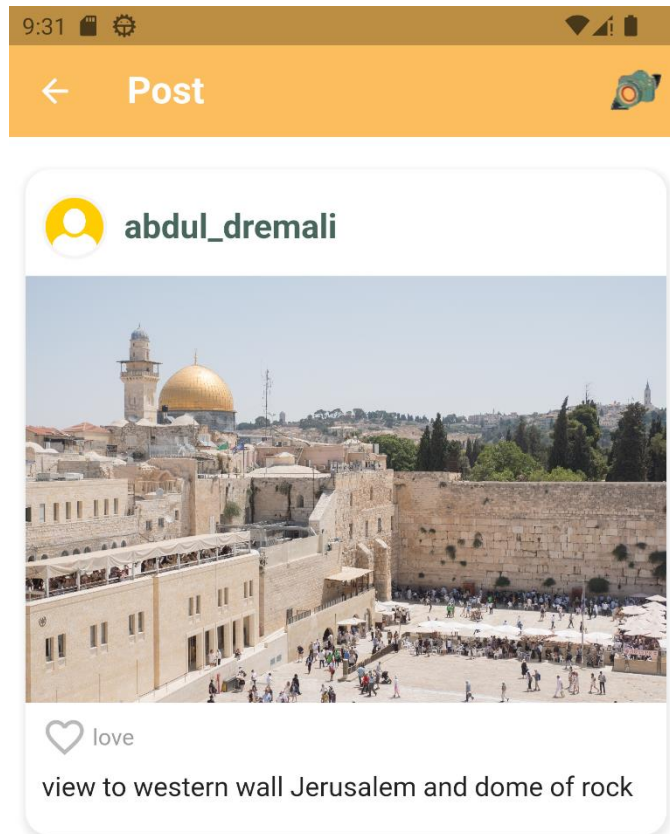 9:31
Post
abdul_dremali
love
view to western wall Jerusalem and dome of rock